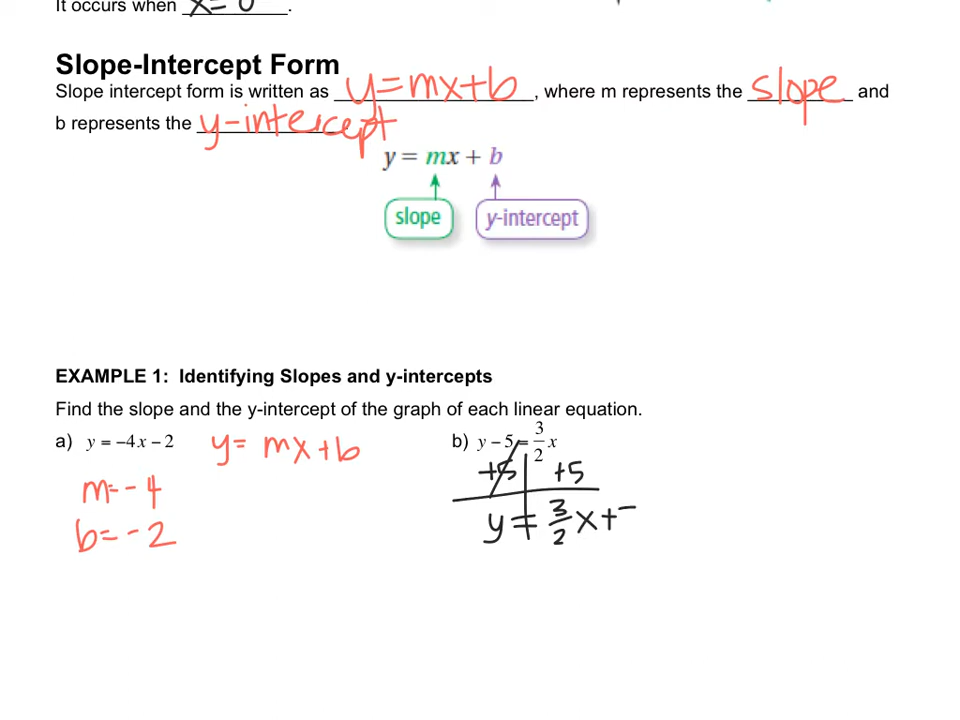 It occurs when x=0.
Slope-Intercept Form
Slope intercept form is written as y=mx+b, where m represents the slope and
b represents the y-intercept
y = mx + b
slope y-intercept
EXAMPLE 1: Identifying Slopes and y-intercepts
Find the slope and the y-intercept of the graph of each linear equation.
a) y = −4x − 2 y= mx+b b) y − 5 = 3/2 x
m=-4 +5 +5
b=-2 y = 3/2 x+